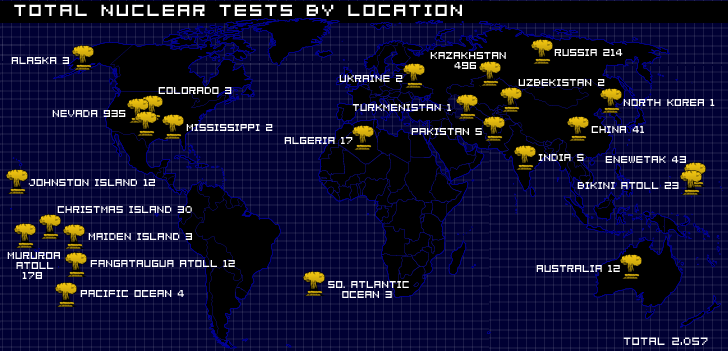 TOTAL NUCLEAR TESTS BY LOCATION
ALASKA 3
KAZAKHSTAN
496
RUSSIA 214
UKRAINE 2
UZBEKISTAN 2
COLORADO 3
NEVADA 935
TURKMENISTAN 1
NORTH KOREA 1
MISSISSIPPI 2
PAKISTAN 5
CHINA 41
ALGERIA 17
INDIA 5
ENEWETAK 43
JOHNSTON ISLAND 12
BIKINI ATOLL 23
CHRISTMAS ISLAND 30
MAIDEN ISLAND 3
MURUROA
ATOLL
178
FANGATAUGUA ATOLL 12
AUSTRALIA 12
PACIFIC OCEAN 4
SO. ATLANTIC
OCEAN 3
TOTAL 2,057